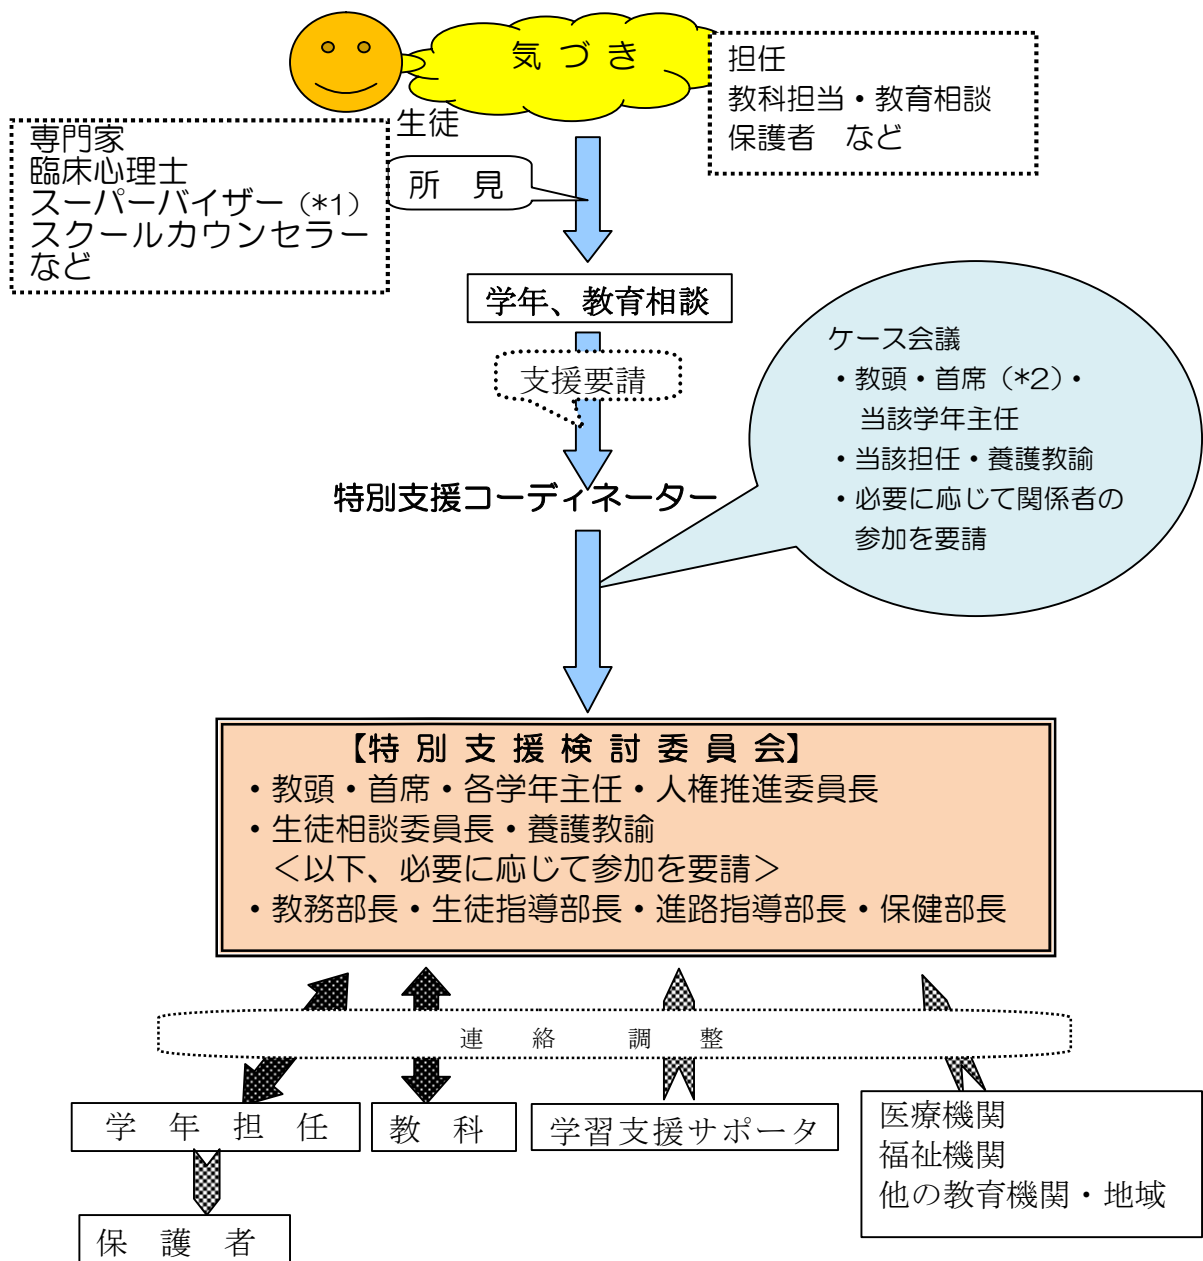 気 づ き
担任
教科担当・教育相談
保護者　など
生徒
専門家
臨床心理士
スーパーバイザー（*1）
スクールカウンセラー
など
所　見
学年、教育相談
支援要請
特別支援コーディネーター
ケース会議
・教頭・首席（*2）・
当該学年主任
・当該担任・養護教諭
・必要に応じて関係者の
参加を要請
【特 別 支 援 検 討 委 員 会】
・教頭・首席・各学年主任・人権推進委員長
・生徒相談委員長・養護教諭
＜以下、必要に応じて参加を要請＞
・教務部長・生徒指導部長・進路指導部長・保健部長
連　絡　調　整
学　年　担　任
教　科
学習支援サポータ
医療機関
福祉機関
他の教育機関・地域
保　護　者